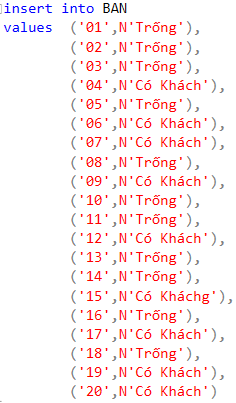 insert into BAN
values ('01',N'Trống'),
('02',N'Trống'),
('03',N'Trống'),
('04',N'Có Khách'),
('05',N'Trống'),
('06',N'Có Khách'),
('07',N'Có Khách'),
('08',N'Trống'),
('09',N'Có Khách'),
('10',N'Trống'),
('11',N'Trống'),
('12',N'Có Khách'),
('13',N'Trống'),
('14',N'Trống'),
('15',N'Có Kháchg'),
('16',N'Trống'),
('17',N'Có Khách'),
('18',N'Trống'),
('19',N'Có Khách'),
('20',N'Có Khách')